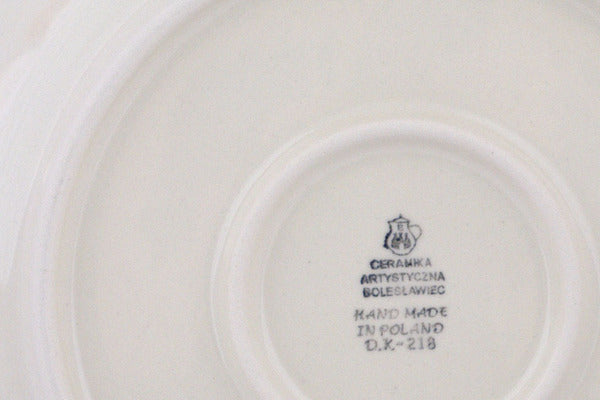 CERAMIKA
ARTYSTYCZNA
BOLESŁAWIEC
HAND MADE
IN POLAND
D.K-218